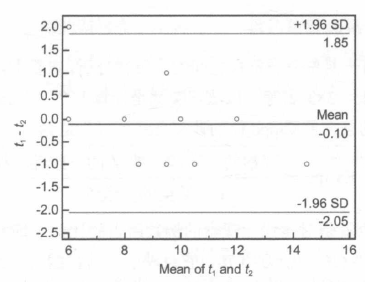 2.0
1.5
1.0
0.5
0.0
-0.5
-1.0
-1.5
-2.0
-2.5
t₁ - t₂
+1.96 SD
1.85
Mean
-0.10
-1.96 SD
-2.05
6 8 10 12 14 16
Mean of t₁ and t₂